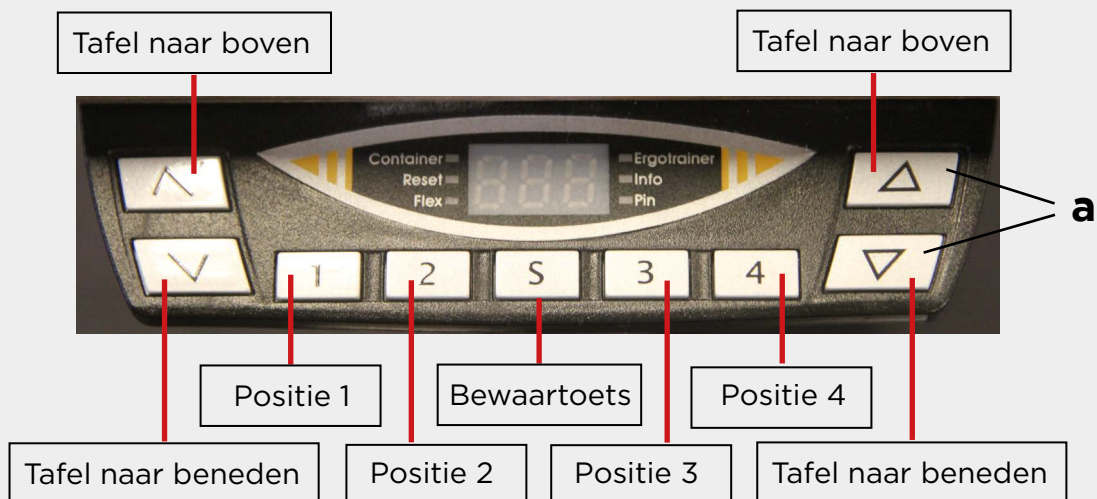 Tafel naar boven
Tafel naar boven
Container
Reset
Flex
888
Ergotrainer
Info
Pin
a
1
2
S
3
4
Positie 1
Bewaartoets
Positie 4
Tafel naar beneden
Positie 2
Positie 3
Tafel naar beneden